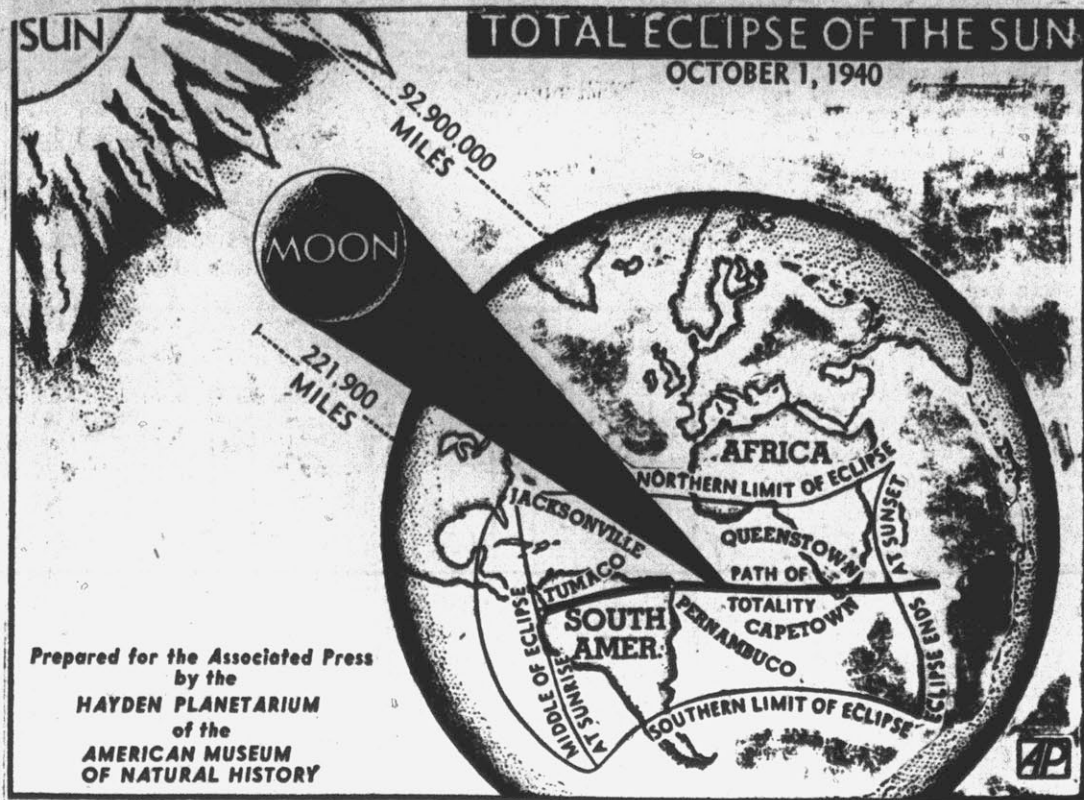 SUN
TOTAL ECLIPSE OF THE SUN
OCTOBER 1, 1940
92.900.000
MILES
MOON
221,900
MILES
AFRICA
NORTHERN LIMIT OF ECLIPSE
JACKSONVILLE
QUEENSTOWN
AT SUNSET
TUMACO
PATH OF
TOTALITY
SOUTH
AMER.
PERNAMBUCO
CAPETOWN
MIDDLE OF ECLIPSE
AT SUNRISE
ECLIPSE ENDS
SOUTHERN LIMIT OF ECLIPSE
Prepared for the Associated Press
by the
HAYDEN PLANETARIUM
of the
AMERICAN MUSEUM
OF NATURAL HISTORY
AP